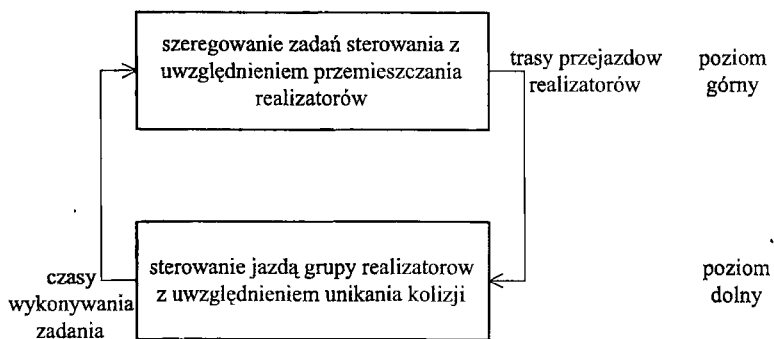 szeregowanie zadań sterowania z
uwzględnieniem przemieszczania
realizatorów
trasy przejazdow
realizatorów
poziom
górny
sterowanie jazdą grupy realizatorow
z uwzględnieniem unikania kolizji
czasy
wykonywania
zadania
poziom
dolny